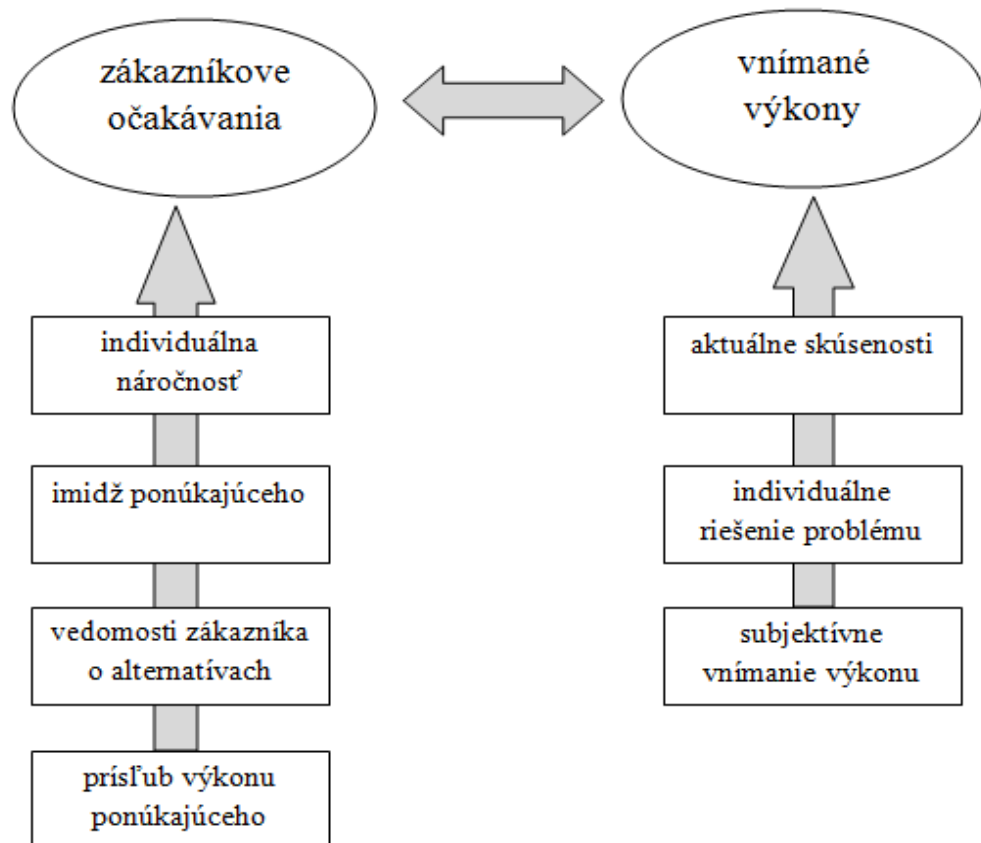 zákazníkove
očakávania
vnímané
výkony
individuálna
náročnosť
imidž ponúkajúceho
vedomosti zákazníka
o alternatívach
prísľub výkonu
ponúkajúceho
aktuálne skúsenosti
individuálne
riešenie problému
subjektívne
vnímanie výkonu